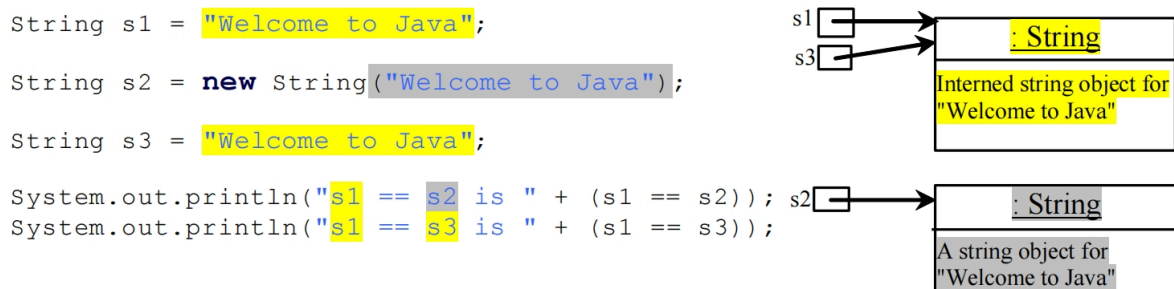 String s1 = "Welcome to Java";
String s2 = new String("Welcome to Java");
String s3 = "Welcome to Java";
System.out.println("s1 == s2 is " + (s1 == s2));
System.out.println("s1 == s3 is " + (s1 == s3));
s1
s3
: String
Interned string object for
"Welcome to Java"
s2
: String
A string object for
"Welcome to Java"